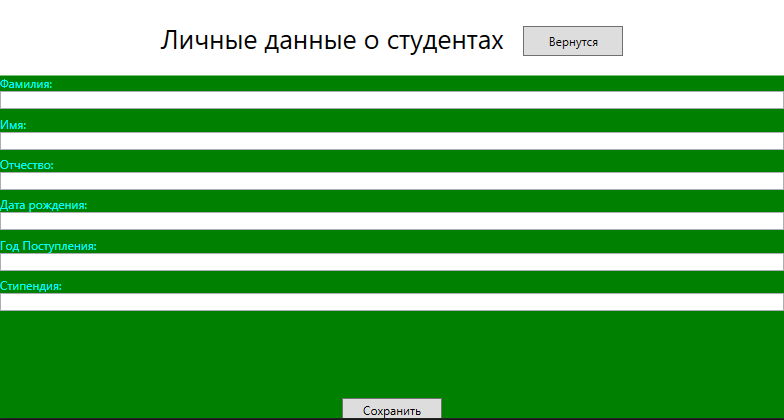 Личные данные о студентах Вернутся
Фамилия:
Имя:
Отчество:
Дата рождения:
Год Поступления:
Стипендия:
Сохранить